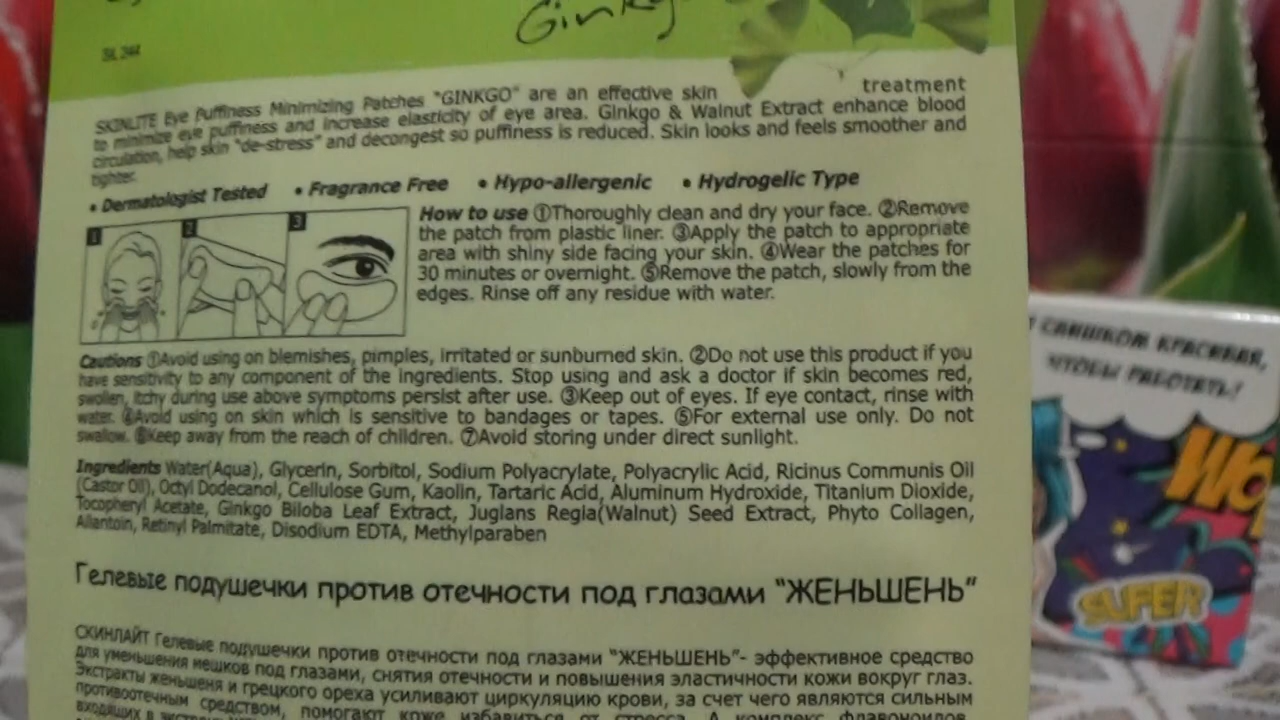 Ginkgo
SKINLITE Eye Puffiness Minimizing Patches "GINKGO" are an effective skin treatment
to minimize eye puffiness and increase elasticity of eye area. Ginkgo & Walnut Extract enhance blood
circulation, help skin "de-stress" and decongest so puffiness is reduced. Skin looks and feels smoother and
tighter.
• Dermatologist Tested • Fragrance Free • Hypo-allergenic • Hydrogelic Type
1 2 3
How to use ①Thoroughly clean and dry your face. ②Remove
the patch from plastic liner. ③Apply the patch to appropriate
area with shiny side facing your skin. ④Wear the patches for
30 minutes or overnight. ⑤Remove the patch, slowly from the
edges. Rinse off any residue with water.
Cautions ①Avoid using on blemishes, pimples, irritated or sunburned skin. ②Do not use this product if you
have sensitivity to any component of the ingredients. Stop using and ask a doctor if skin becomes red,
swollen, itchy during use above symptoms persist after use. ③Keep out of eyes. If eye contact, rinse with
water. ④Avoid using on skin which is sensitive to bandages or tapes. ⑤For external use only. Do not
swallow. ⑥Keep away from the reach of children. ⑦Avoid storing under direct sunlight.
Ingredients Water(Aqua), Glycerin, Sorbitol, Sodium Polyacrylate, Polyacrylic Acid, Ricinus Communis Oil
(Castor Oil), Octyl Dodecanol, Cellulose Gum, Kaolin, Tartaric Acid, Aluminum Hydroxide, Titanium Dioxide,
Tocopheryl Acetate, Ginkgo Biloba Leaf Extract, Juglans Regia(Walnut) Seed Extract, Phyto Collagen,
Allantoin, Retinyl Palmitate, Disodium EDTA, Methylparaben
Гелевые подушечки против отечности под глазами "ЖЕНЬШЕНЬ"
СКИНЛАЙТ Гелевые подушечки против отечности под глазами "ЖЕНЬШЕНЬ"- эффективное средство
для уменьшения мешков под глазами, снятия отечности и повышения эластичности кожи вокруг глаз.
Экстракты женьшеня и грецкого ореха усиливают циркуляцию крови, за счет чего являются сильным
противоотечным средством, помогают коже избавиться от стресса. А комплекс флавоноидов,
входящих в
СЛИШКОМ КРАСИВАЯ,
ЧТОБЫ РАБОТАТЬ!
WO
SUPER